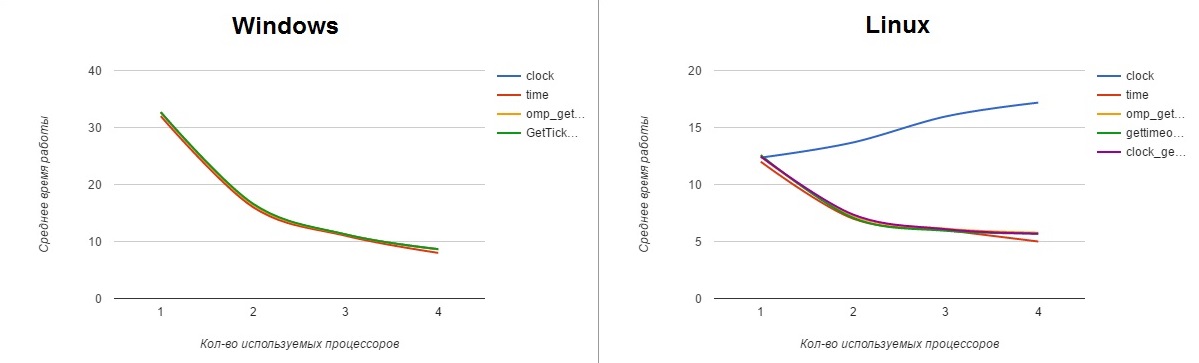 Windows
40
30
20
10
0
1 2 3 4
Среднее время работы
Кол-во используемых процессоров
clock
time
omp_get…
GetTick…
Linux
20
15
10
5
0
1 2 3 4
Среднее время работы
Кол-во используемых процессоров
clock
time
omp_get…
gettimeo…
clock_ge…